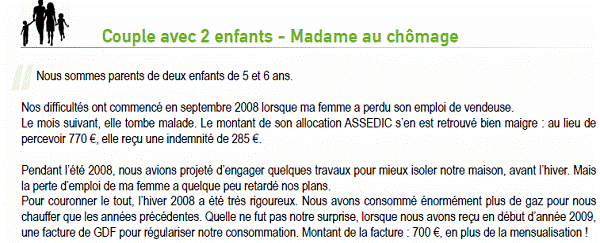 Couple avec 2 enfants - Madame au chômage
Nous sommes parents de deux enfants de 5 et 6 ans.
Nos difficultés ont commencé en septembre 2008 lorsque ma femme a perdu son emploi de vendeuse.
Le mois suivant, elle tombe malade. Le montant de son allocation ASSEDIC s'en est retrouvé bien maigre : au lieu de
percevoir 770 €, elle reçu une indemnité de 285 €.
Pendant l'été 2008, nous avions projeté d'engager quelques travaux pour mieux isoler notre maison, avant l'hiver. Mais
la perte d'emploi de ma femme a quelque peu retardé nos plans.
Pour couronner le tout, l'hiver 2008 a été très rigoureux. Nous avons consommé énormément plus de gaz pour nous
chauffer que les années précédentes. Quelle ne fut pas notre surprise, lorsque nous avons reçu en début d'année 2009,
une facture de GDF pour régulariser notre consommation. Montant de la facture : 700 €, en plus de la mensualisation !